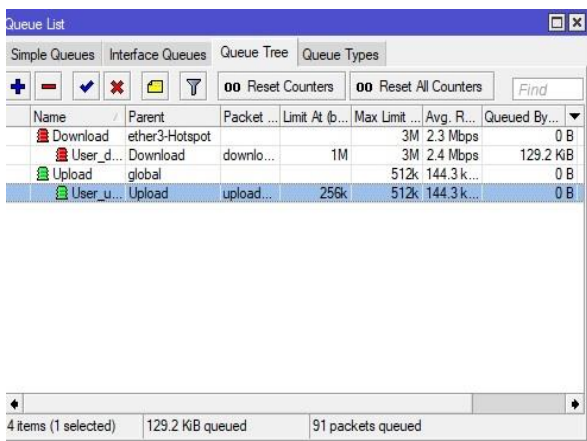 Queue List
Simple Queues Interface Queues Queue Tree Queue Types
00 Reset Counters 00 Reset All Counters Find
Name / Parent Packet ... Limit At (b... Max Limit ... Avg. R... Queued By...
Download ether3-Hotspot 3M 2.3 Mbps 0 B
User_d... Download downlo... 1M 3M 2.4 Mbps 129.2 KiB
Upload global 512k 144.3 k... 0 B
User_u... Upload upload... 256k 512k 144.3 k... 0 B
4 items (1 selected) 129.2 KiB queued 91 packets queued